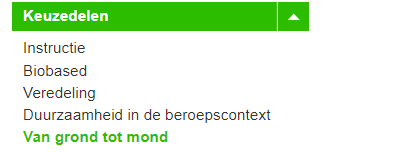 Keuzedelen
Instructie
Biobased
Veredeling
Duurzaamheid in de beroepscontext
Van grond tot mond